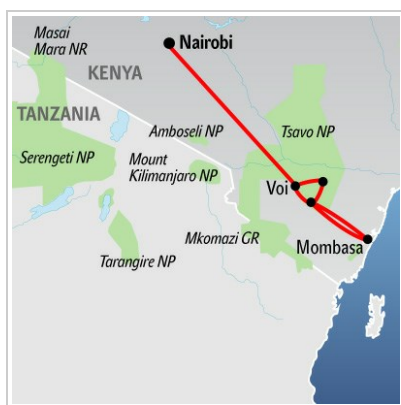 Masai
Mara NR
Nairobi
KENYA
TANZANIA
Amboseli NP
Tsavo NP
Serengeti NP
Mount
Kilimanjaro NP
Voi
Mkomazi GR
Mombasa
Tarangire NP